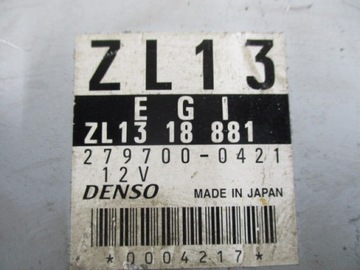 ZL13
EGI
ZL13 18 881
279700-0421
12V
DENSO MADE IN JAPAN
*0004217*